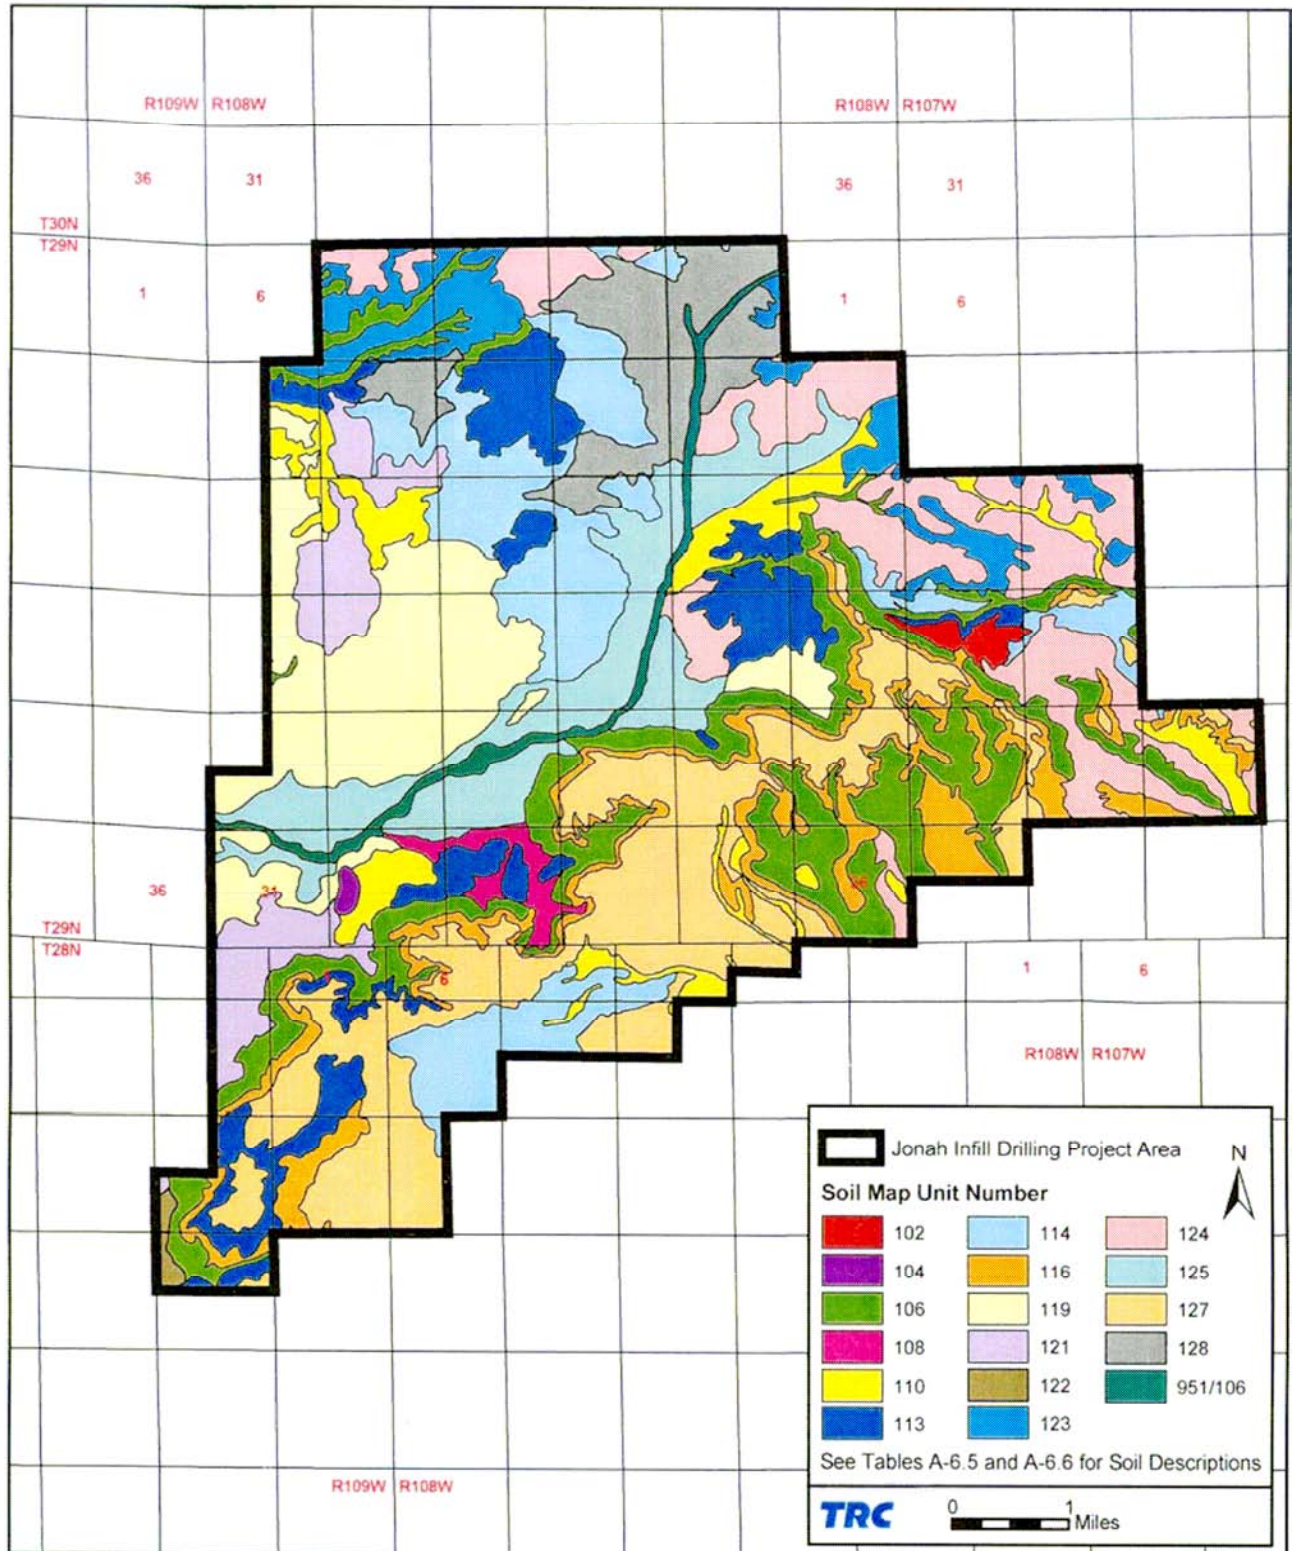 R109W R108W
R108W R107W
36 31
36 31
T30N
T29N
1 6
1 6
36 31
36
T29N
T28N
1 6
6
R108W R107W
Jonah Infill Drilling Project Area
N
Soil Map Unit Number
102 114 124
104 116 125
106 119 127
108 121 128
110 122 951/106
113 123
See Tables A-6.5 and A-6.6 for Soil Descriptions
R109W R108W
TRC 0 1 Miles